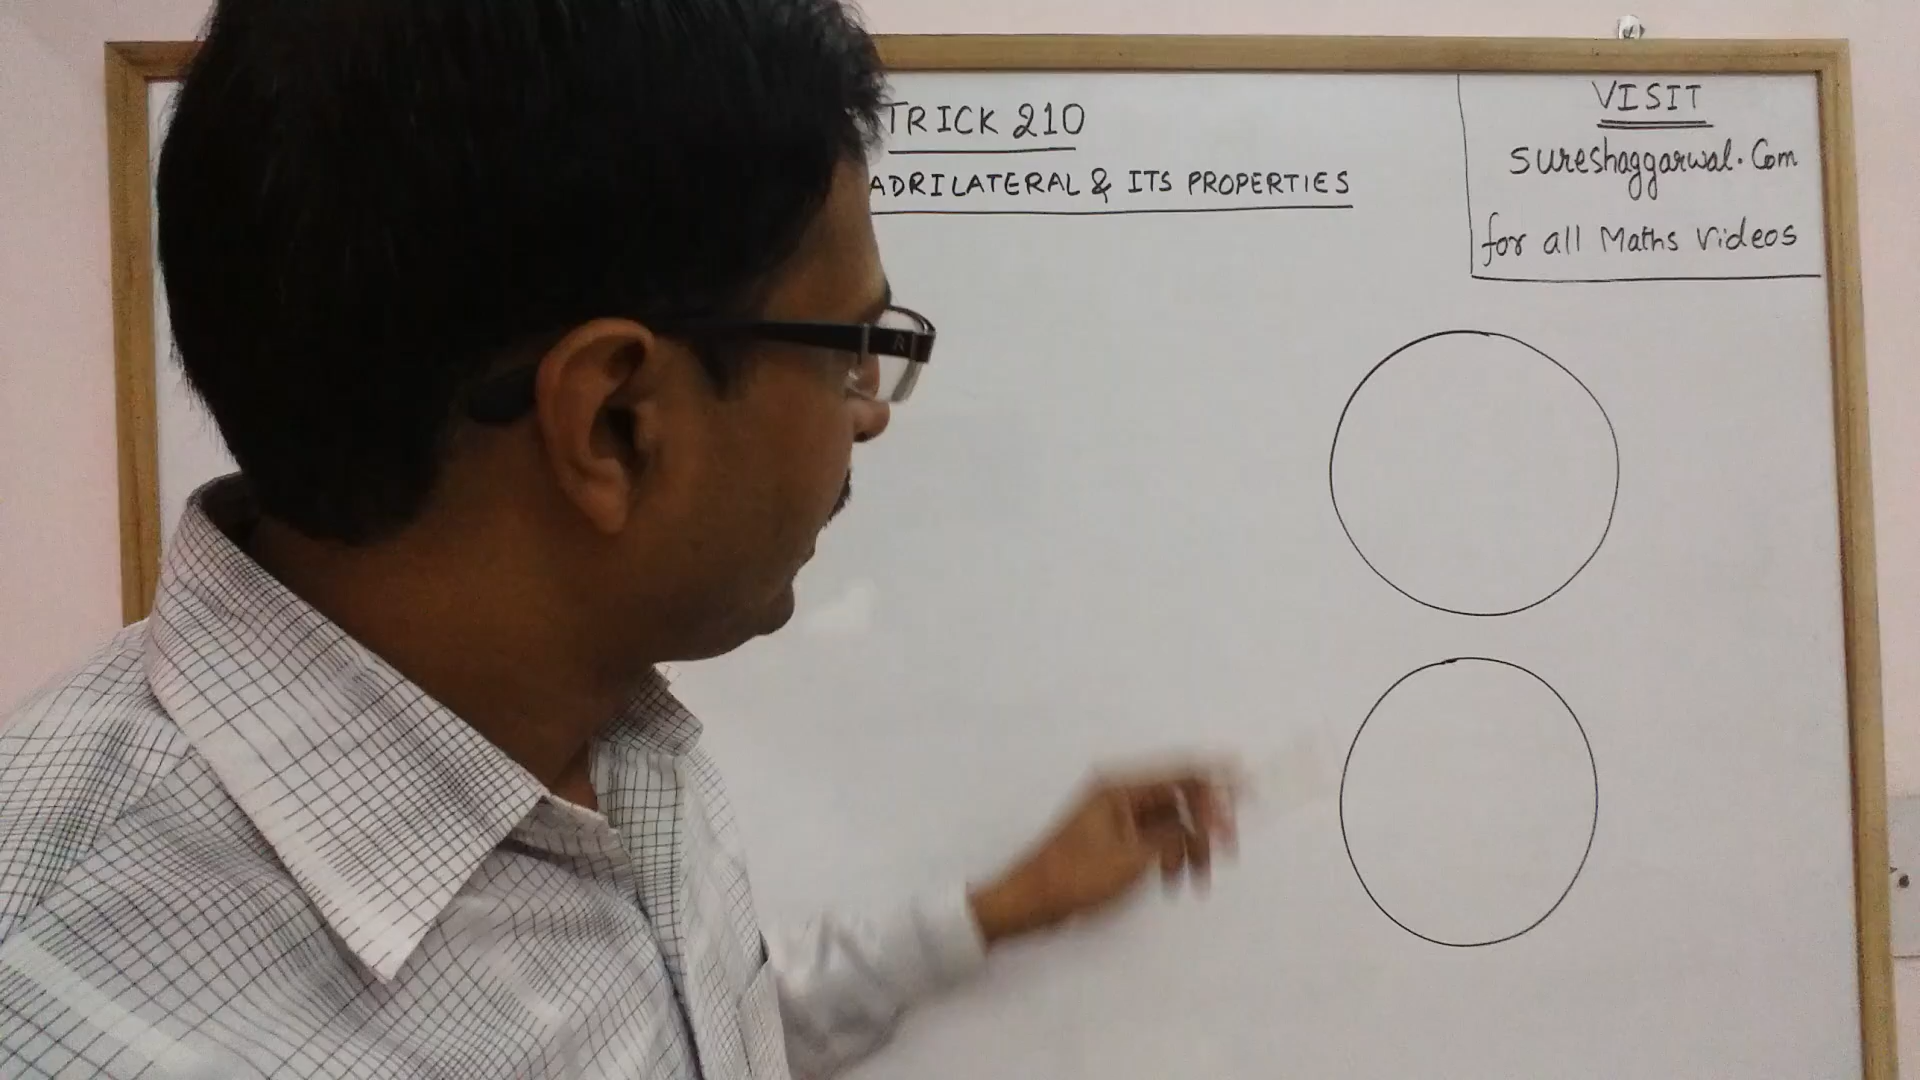 TRICK 210
ADRILATERAL & ITS PROPERTIES
VISIT
sureshaggarwal.Com
for all Maths Videos